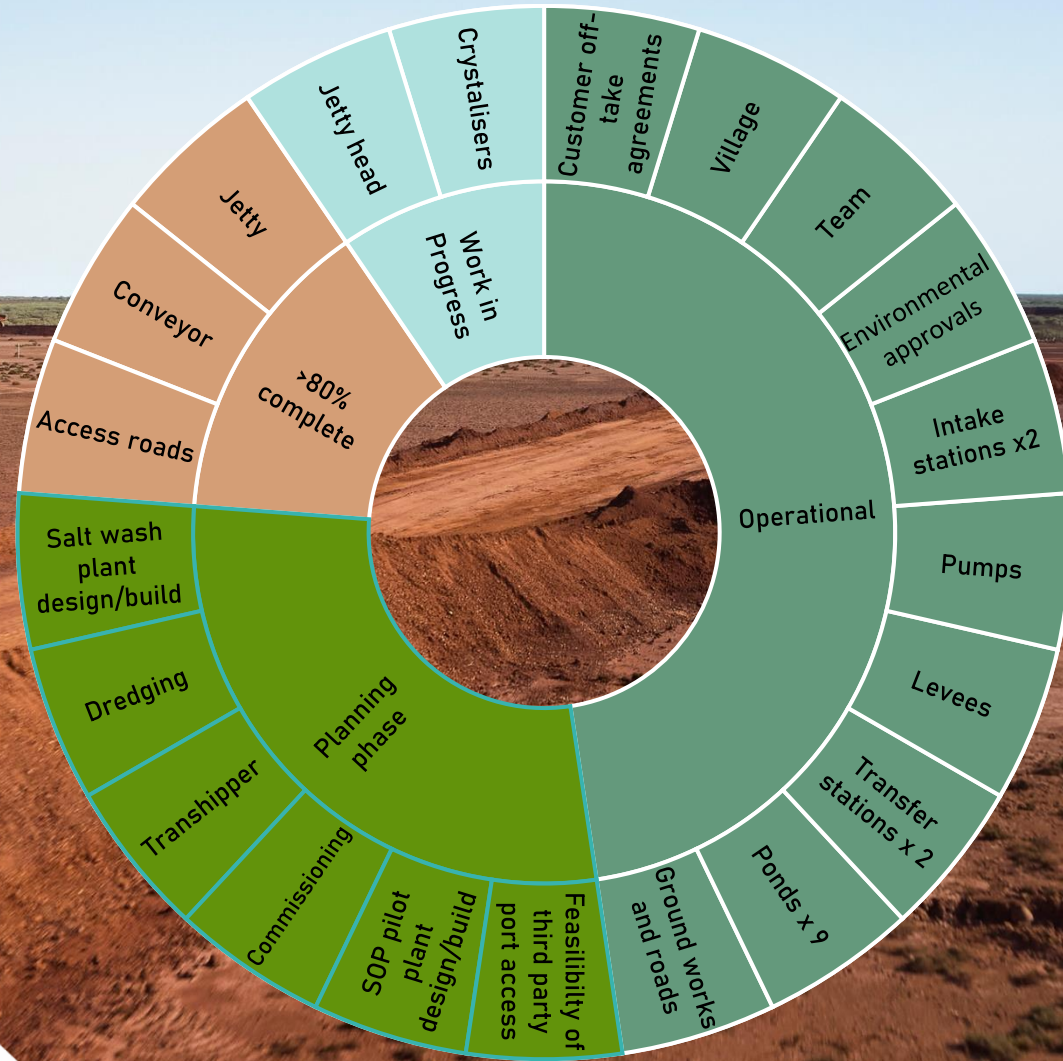 Operational
Customer off-
take
agreements
Village
Team
Environmental
approvals
Intake
stations x2
Pumps
Levees
Transfer
stations x 2
Ponds x 9
Ground works
and roads
Planning
phase
Feasilibilty of
third party
port access
SOP pilot
plant
design/build
Commissioning
Transhipper
Dredging
Salt wash
plant
design/build
>80%
complete
Access roads
Conveyor
Jetty
Work in
Progress
Jetty head
Crystalisers